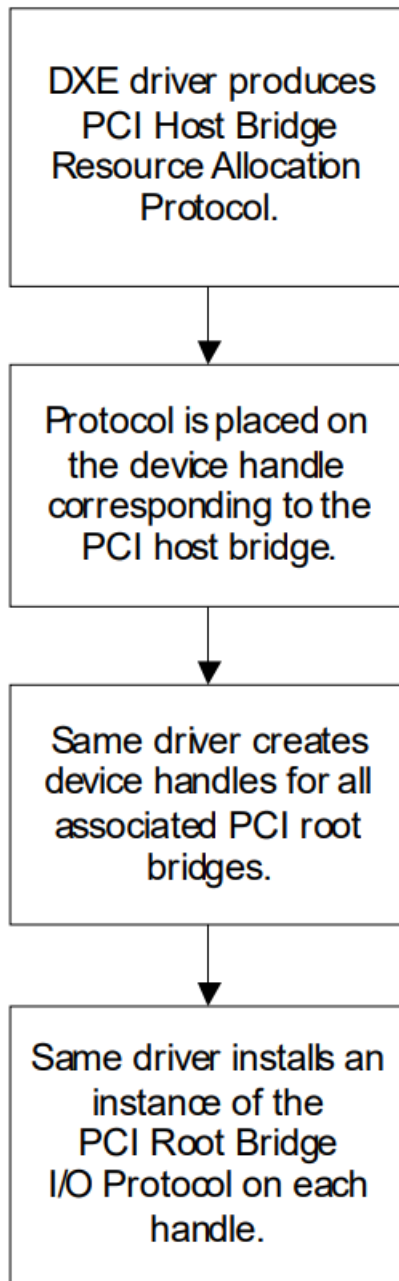 DXE driver produces
PCI Host Bridge
Resource Allocation
Protocol.
Protocol is placed on
the device handle
corresponding to the
PCI host bridge.
Same driver creates
device handles for all
associated PCI root
bridges.
Same driver installs an
instance of the
PCI Root Bridge
I/O Protocol on each
handle.